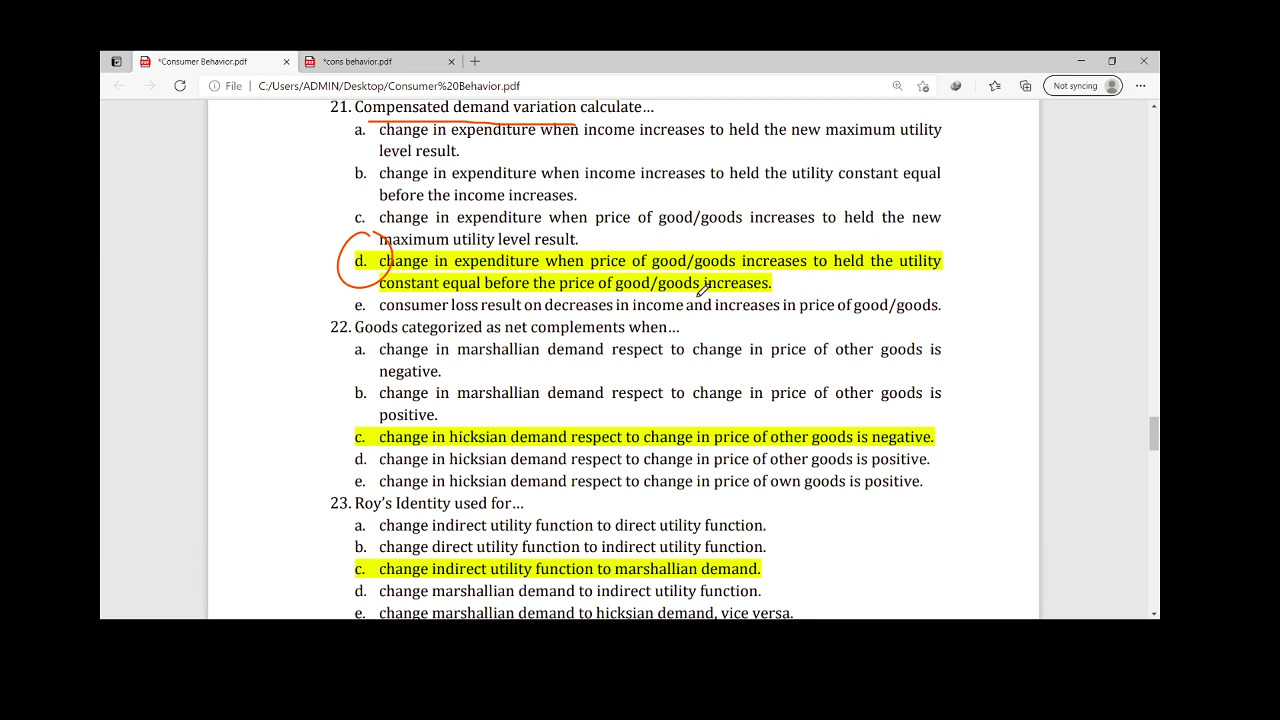 *Consumer Behavior.pdf
*cons behavior.pdf
File
C:/Users/ADMIN/Desktop/Consumer%20Behavior.pdf
Not syncing
21. Compensated demand variation calculate…
a. change in expenditure when income increases to held the new maximum utility
level result.
b. change in expenditure when income increases to held the utility constant equal
before the income increases.
c. change in expenditure when price of good/goods increases to held the new
maximum utility level result.
d. change in expenditure when price of good/goods increases to held the utility
constant equal before the price of good/goods increases.
e. consumer loss result on decreases in income and increases in price of good/goods.
22. Goods categorized as net complements when…
a. change in marshallian demand respect to change in price of other goods is
negative.
b. change in marshallian demand respect to change in price of other goods is
positive.
c. change in hicksian demand respect to change in price of other goods is negative.
d. change in hicksian demand respect to change in price of other goods is positive.
e. change in hicksian demand respect to change in price of own goods is positive.
23. Roy’s Identity used for…
a. change indirect utility function to direct utility function.
b. change direct utility function to indirect utility function.
c. change indirect utility function to marshallian demand.
d. change marshallian demand to indirect utility function.
e. change marshallian demand to hicksian demand, vice versa.